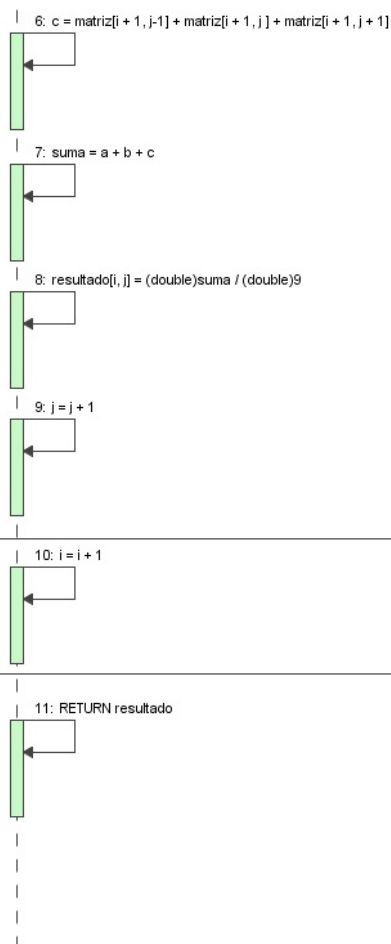 6: c = matriz[i + 1, j-1] + matriz[i + 1, j ] + matriz[i + 1, j + 1]
7: suma = a + b + c
8: resultado[i, j] = (double)suma / (double)9
9: j = j + 1
10: i = i + 1
11: RETURN resultado